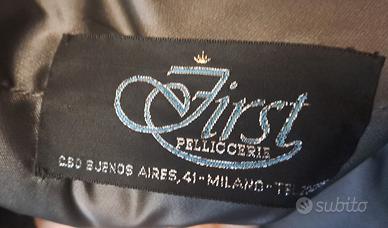 First
PELLICCERIE
C.SO BUENOS AIRES, 41-MILANO-TEL
subito